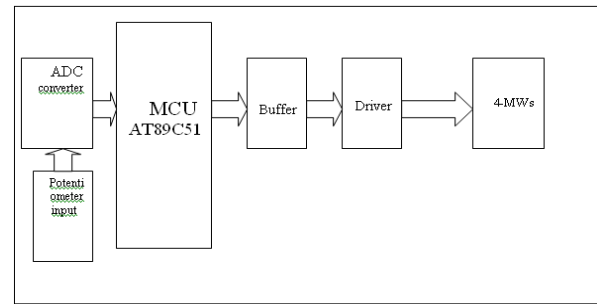 ADC
converter
MCU
AT89C51
Buffer
Driver
4-MWs
Potenti
ometer
input